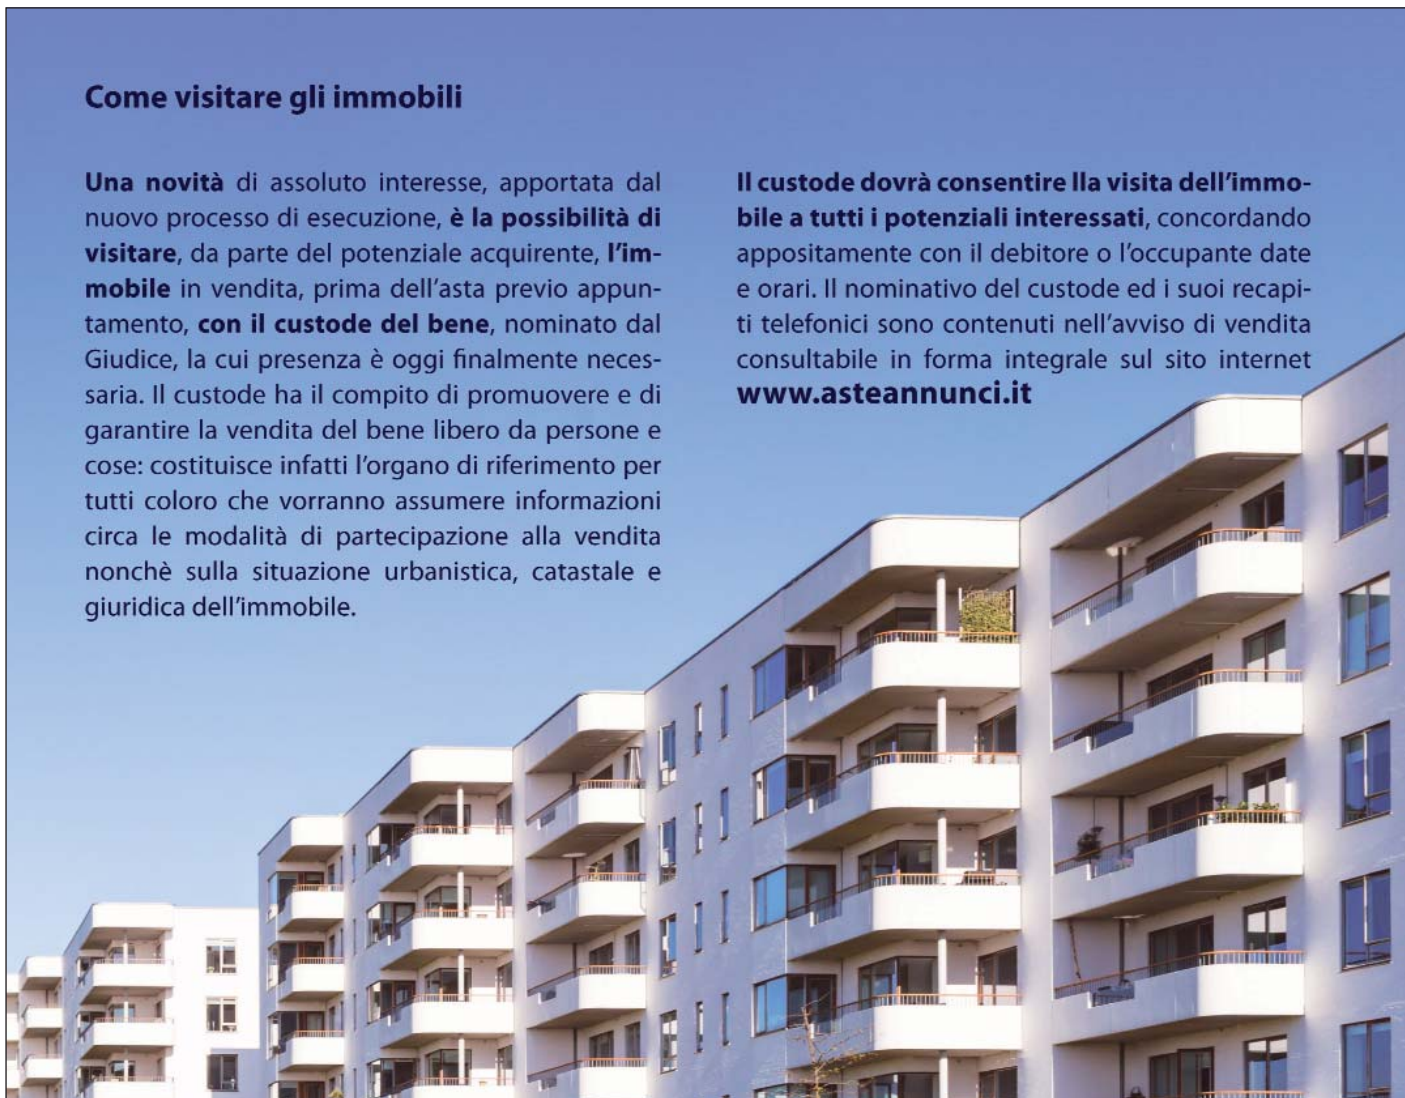 Come visitare gli immobili
Una novità di assoluto interesse, apportata dal
nuovo processo di esecuzione, è la possibilità di
visitare, da parte del potenziale acquirente, l'im-
mobile in vendita, prima dell'asta previo appun-
tamento, con il custode del bene, nominato dal
Giudice, la cui presenza è oggi finalmente neces-
saria. Il custode ha il compito di promuovere e di
garantire la vendita del bene libero da persone e
cose: costituisce infatti l'organo di riferimento per
tutti coloro che vorranno assumere informazioni
circa le modalità di partecipazione alla vendita
nonchè sulla situazione urbanistica, catastale e
giuridica dell'immobile.
Il custode dovrà consentire lla visita dell'immo-
bile a tutti i potenziali interessati, concordando
appositamente con il debitore o l'occupante date
e orari. Il nominativo del custode ed i suoi recapi-
ti telefonici sono contenuti nell'avviso di vendita
consultabile in forma integrale sul sito internet
www.asteannunci.it